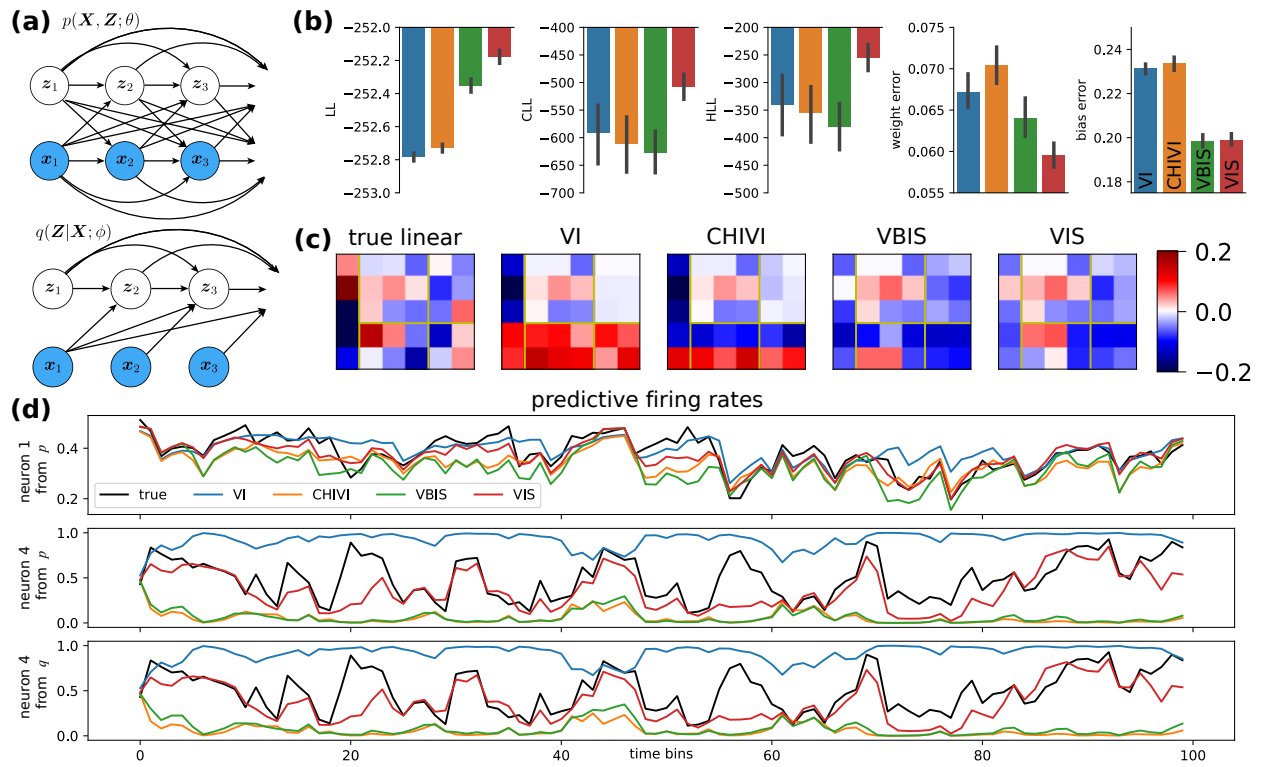 (a)
p(X, Z; θ)
z₁
z₂
z₃
x₁
x₂
x₃
q(Z|X; ϕ)
z₁
z₂
z₃
x₁
x₂
x₃
(b)
LL
−252.0
−252.2
−252.4
−252.6
−252.8
−253.0
CLL
−400
−450
−500
−550
−600
−650
−700
HLL
−200
−250
−300
−350
−400
−450
−500
weight error
0.075
0.070
0.065
0.060
0.055
bias error
0.24
0.22
0.20
0.18
VI
CHIVI
VBIS
VIS
(c)
true linear
VI
CHIVI
VBIS
VIS
0.2
0.0
−0.2
(d)
predictive firing rates
neuron 1
from p
0.4
0.2
true
VI
CHIVI
VBIS
VIS
neuron 4
from p
1.0
0.5
0.0
neuron 4
from q
1.0
0.5
0.0
0
20
40
60
80
100
time bins